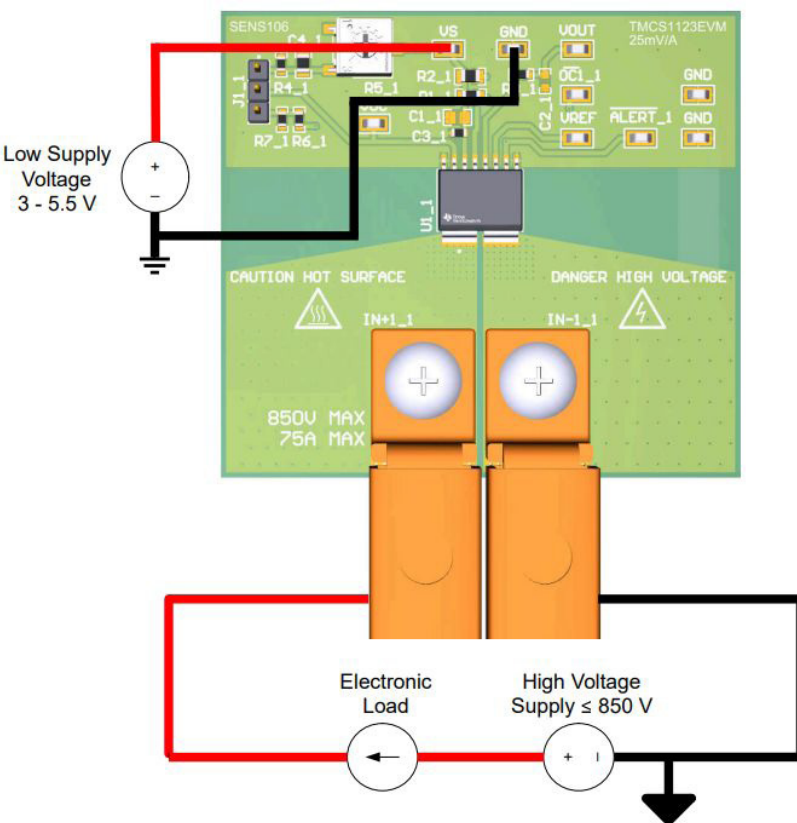 SENS106
TMCS1123EVM
25mV/A
C4_1
VS
GND
VOUT
J1_1
R4_1
R5_1
R2_1
OC1_1
GND
C1_1
C2_1
VREF
ALERT_1
GND
R7_1 R6_1
C3_1
Low Supply
Voltage
3 - 5.5 V
+
–
U1_1
Texas
Instruments
CAUTION HOT SURFACE
DANGER HIGH VOLTAGE
IN+1_1
IN-1_1
850V MAX
75A MAX
Electronic
Load
High Voltage
Supply ≤ 850 V
+ I